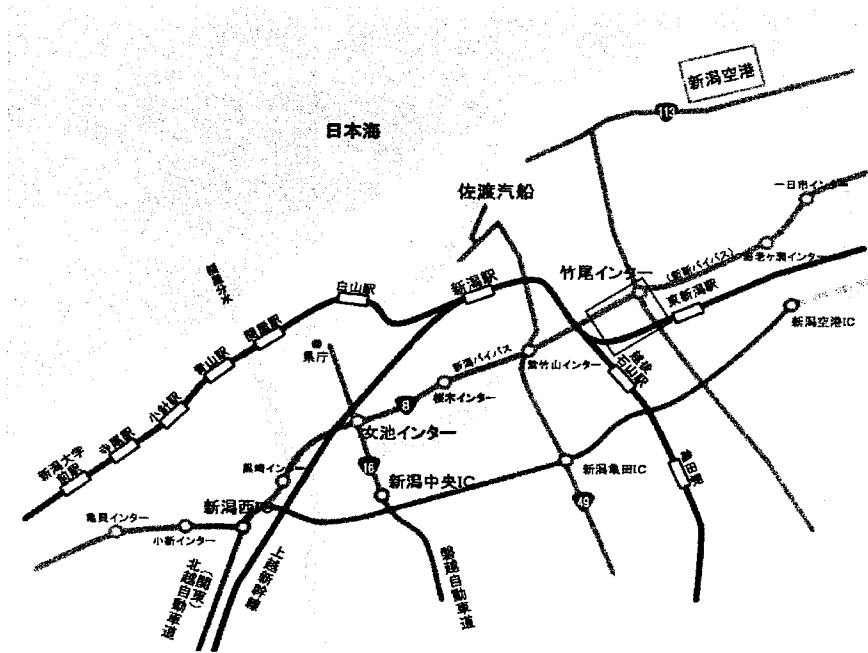 新潟空港
113
日本海
佐渡汽船
一日市インター
竹尾インター
(新新バイパス)
海老ヶ瀬インター
関屋分水
白山駅
新潟駅
東新潟駅
新潟空港IC
関屋駅
県庁
青山駅
新潟バイパス
紫竹山インター
越後
石山駅
小針駅
桜木インター
8
寺尾駅
女池インター
新潟大学
前駅
黒埼インター
16
新潟中央IC
新潟亀田IC
亀田駅
新潟西IC
49
亀貝インター
小新インター
上越新幹線
(関東)
北越自動車道
磐越自動車道